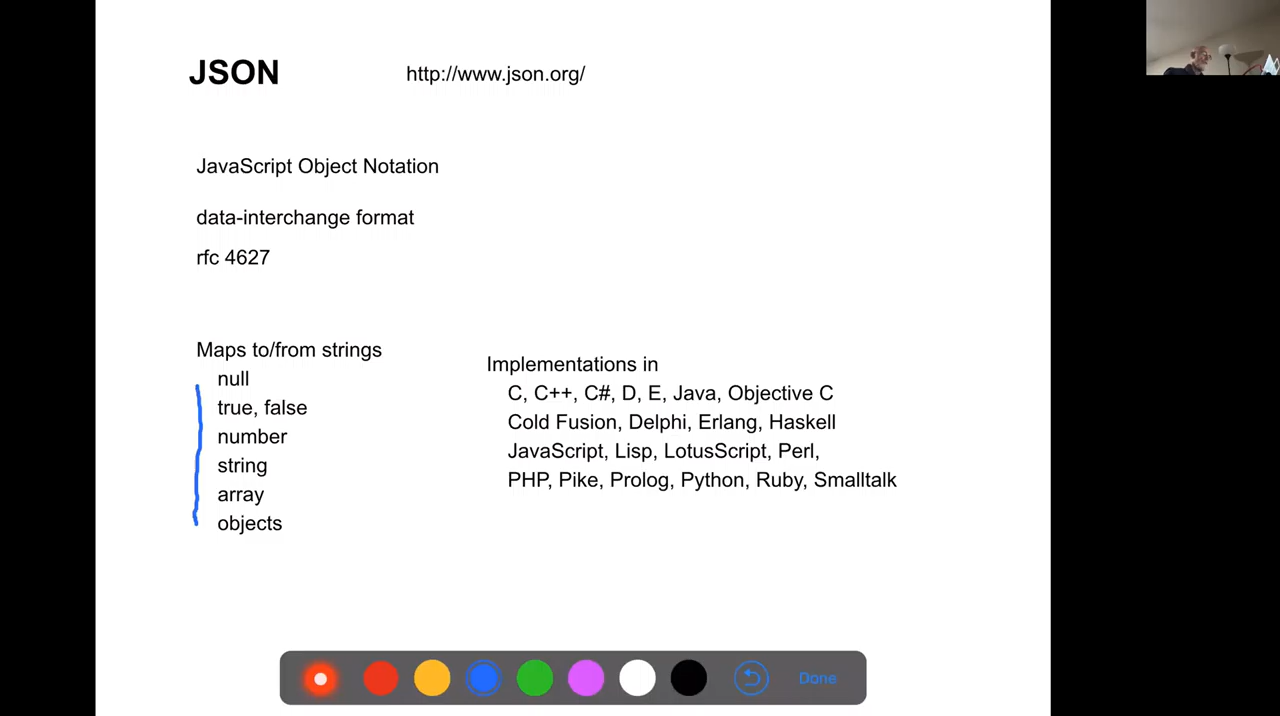 JSON
http://www.json.org/
JavaScript Object Notation
data-interchange format
rfc 4627
Maps to/from strings
null
true, false
number
string
array
objects
Implementations in
C, C++, C#, D, E, Java, Objective C
Cold Fusion, Delphi, Erlang, Haskell
JavaScript, Lisp, LotusScript, Perl,
PHP, Pike, Prolog, Python, Ruby, Smalltalk
Done